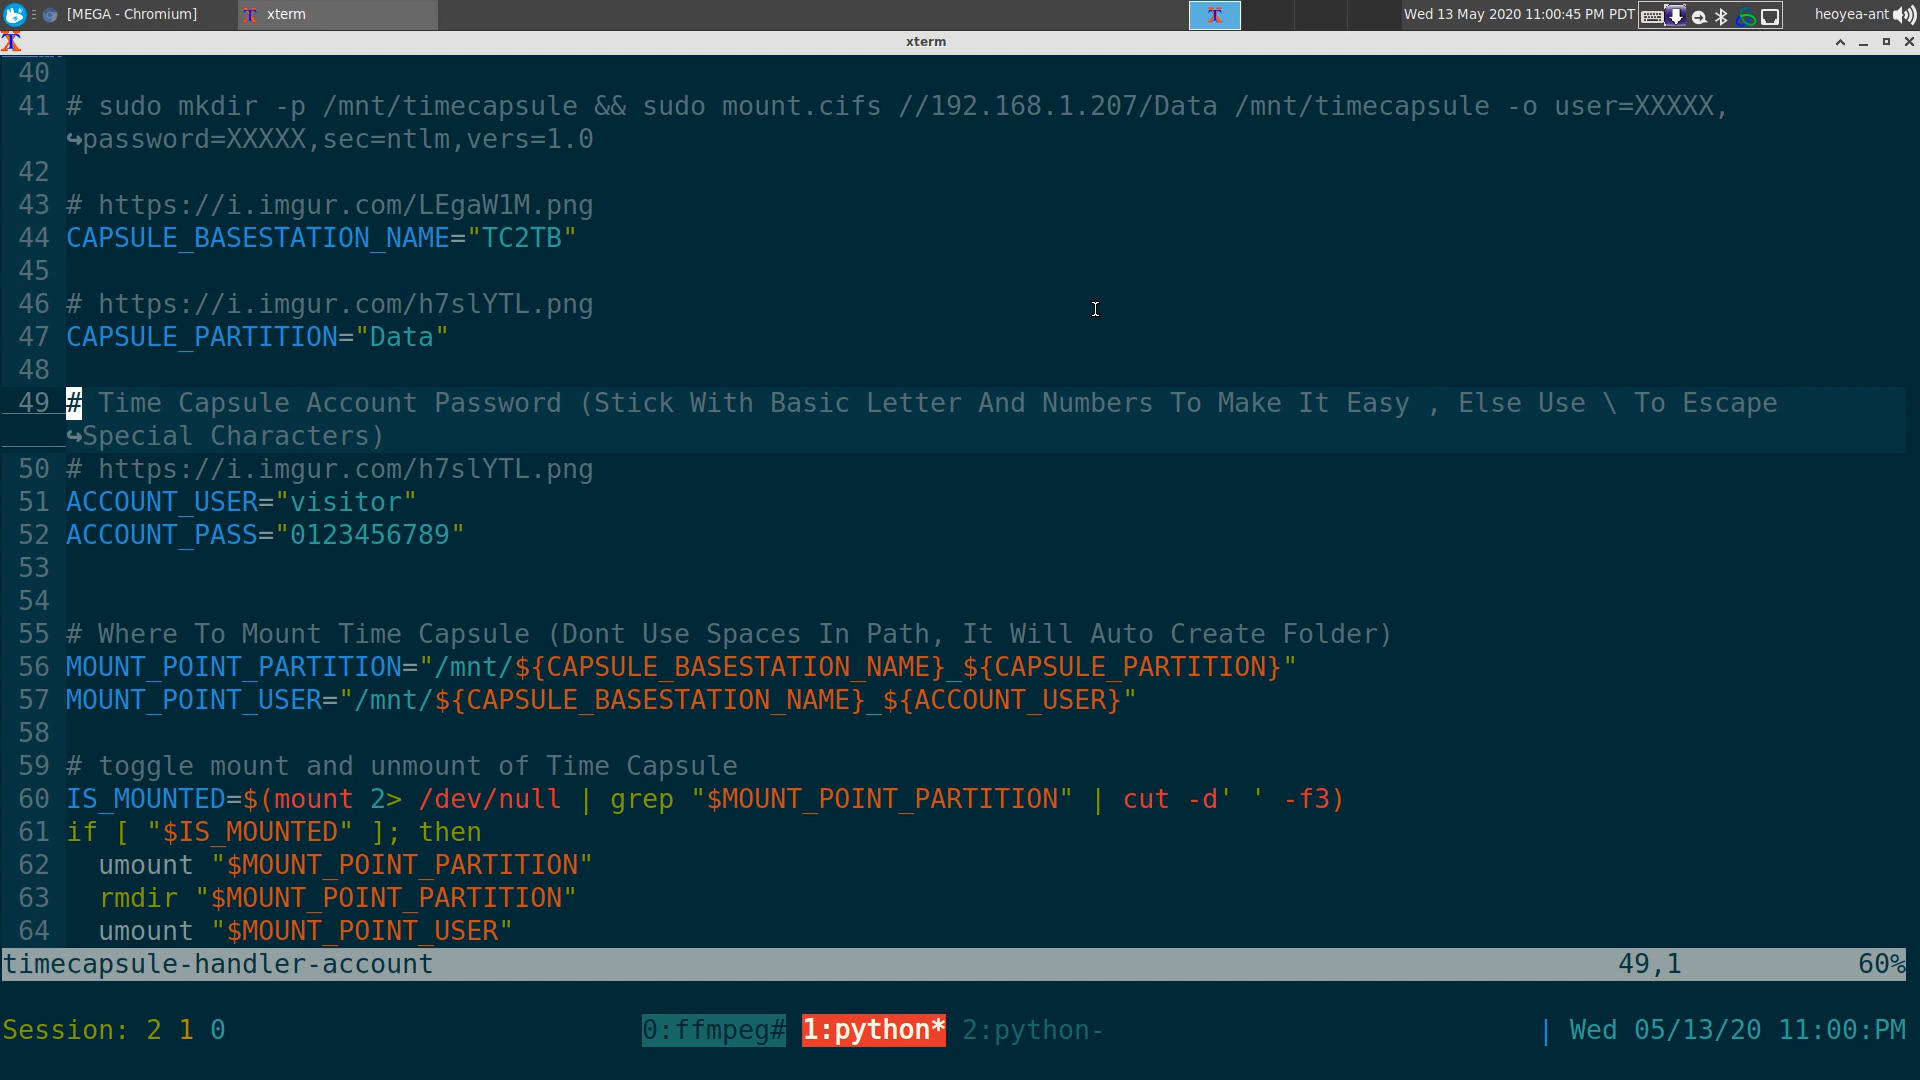 [MEGA - Chromium] xterm Wed 13 May 2020 11:00:45 PM PDT heoyea-ant
xterm
40
41 # sudo mkdir -p /mnt/timecapsule && sudo mount.cifs //192.168.1.207/Data /mnt/timecapsule -o user=XXXXX,
↪password=XXXXX,sec=ntlm,vers=1.0
42
43 # https://i.imgur.com/LEgaW1M.png
44 CAPSULE_BASESTATION_NAME="TC2TB"
45
46 # https://i.imgur.com/h7slYTL.png
47 CAPSULE_PARTITION="Data"
48
49 # Time Capsule Account Password (Stick With Basic Letter And Numbers To Make It Easy , Else Use \ To Escape
↪Special Characters)
50 # https://i.imgur.com/h7slYTL.png
51 ACCOUNT_USER="visitor"
52 ACCOUNT_PASS="0123456789"
53
54
55 # Where To Mount Time Capsule (Dont Use Spaces In Path, It Will Auto Create Folder)
56 MOUNT_POINT_PARTITION="/mnt/${CAPSULE_BASESTATION_NAME}_${CAPSULE_PARTITION}"
57 MOUNT_POINT_USER="/mnt/${CAPSULE_BASESTATION_NAME}_${ACCOUNT_USER}"
58
59 # toggle mount and unmount of Time Capsule
60 IS_MOUNTED=$(mount 2> /dev/null | grep "$MOUNT_POINT_PARTITION" | cut -d' ' -f3)
61 if [ "$IS_MOUNTED" ]; then
62   umount "$MOUNT_POINT_PARTITION"
63   rmdir "$MOUNT_POINT_PARTITION"
64   umount "$MOUNT_POINT_USER"
timecapsule-handler-account 49,1 60%
Session: 2 1 0 0:ffmpeg# 1:python* 2:python- | Wed 05/13/20 11:00:PM